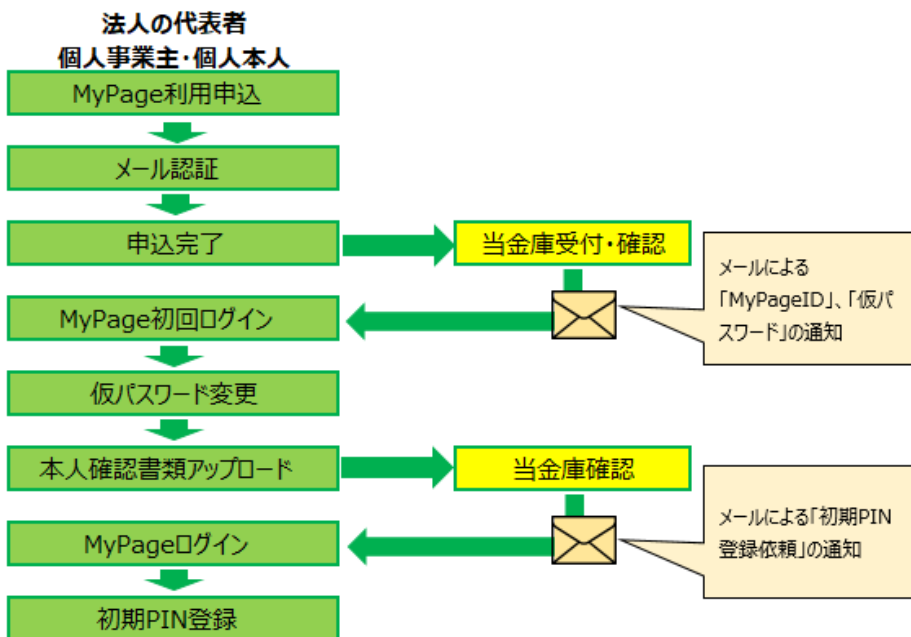 法人の代表者
個人事業主・個人本人
MyPage利用申込
メール認証
申込完了
当金庫受付・確認
メールによる
「MyPageID」、「仮パ
スワード」の通知
MyPage初回ログイン
仮パスワード変更
本人確認書類アップロード
当金庫確認
メールによる「初期PIN
登録依頼」の通知
MyPageログイン
初期PIN登録